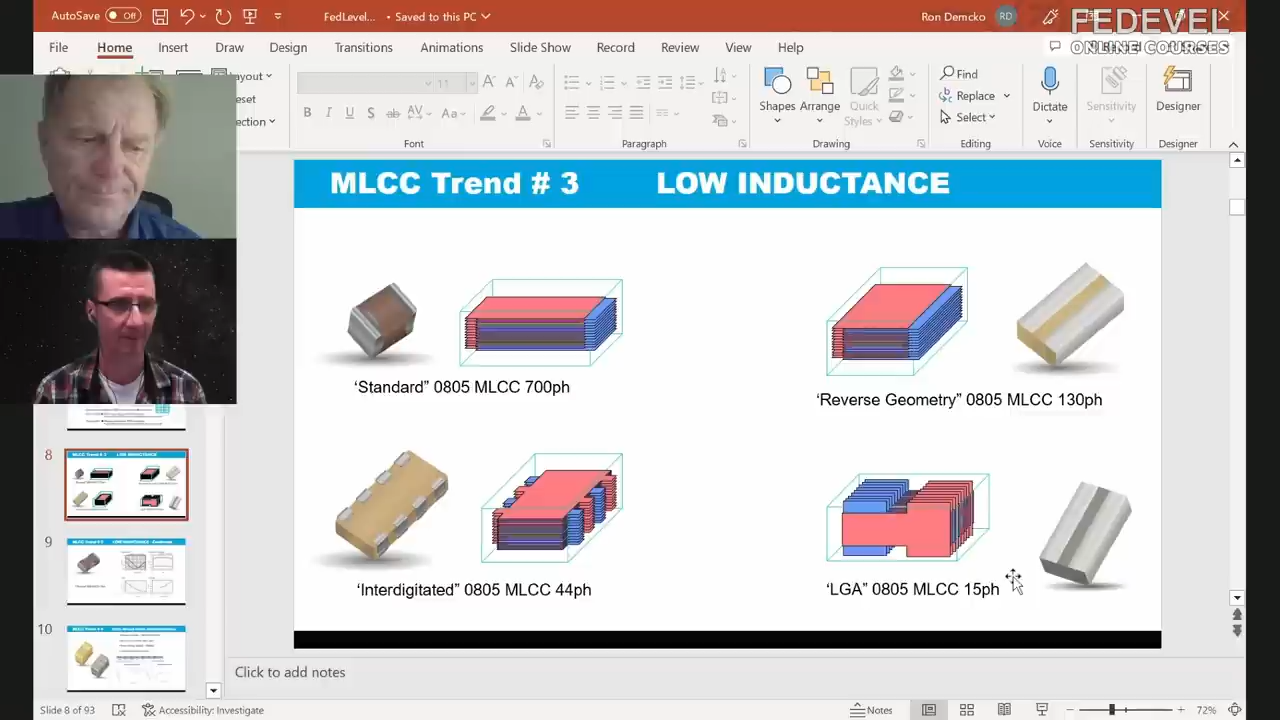 AutoSave Off
FedLevel... • Saved to this PC
Ron Demcko RD
FEDEVEL
ONLINE COURSES
File Home Insert Draw Design Transitions Animations Slide Show Record Review View Help
ayout
eset
ection
11
Find
Replace
Select
Shapes Arrange Quick Styles
Dictate Sensitivity Designer
Font Paragraph Drawing Editing Voice Sensitivity Designer
MLCC Trend # 3 LOW INDUCTANCE
‘Standard” 0805 MLCC 700ph
‘Reverse Geometry” 0805 MLCC 130ph
‘Interdigitated” 0805 MLCC 44ph
‘LGA” 0805 MLCC 15ph
8
9
10
Click to add notes
Slide 8 of 93
Accessibility: Investigate
Notes
72%